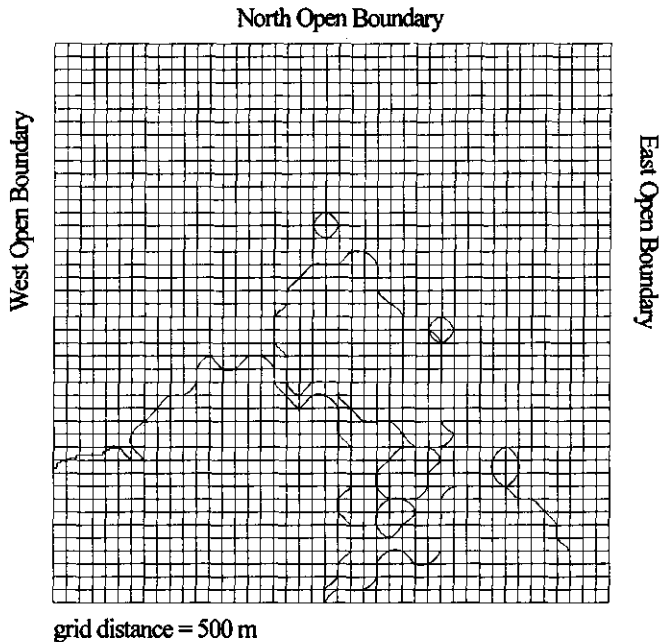 North Open Boundary
West Open Boundary
East Open Boundary
grid distance = 500 m